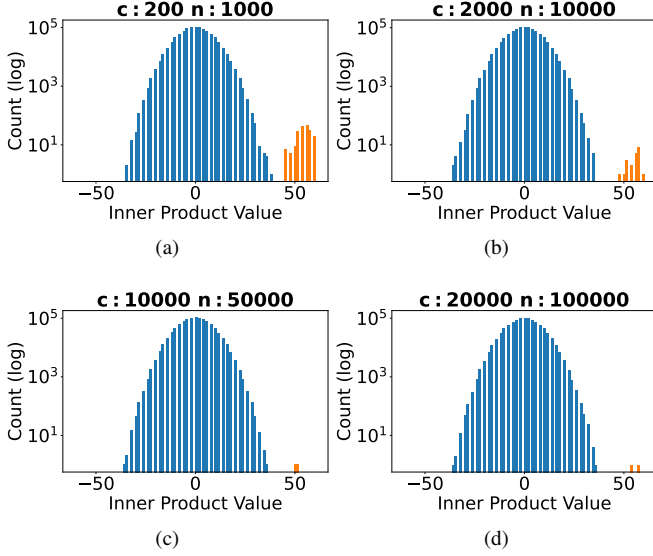 c:200 n:1000
10^5
10^3
10^1
Count (log)
−50 0 50
Inner Product Value
(a)
c:2000 n:10000
10^5
10^3
10^1
Count (log)
−50 0 50
Inner Product Value
(b)
c:10000 n:50000
10^5
10^3
10^1
Count (log)
−50 0 50
Inner Product Value
(c)
c:20000 n:100000
10^5
10^3
10^1
Count (log)
−50 0 50
Inner Product Value
(d)